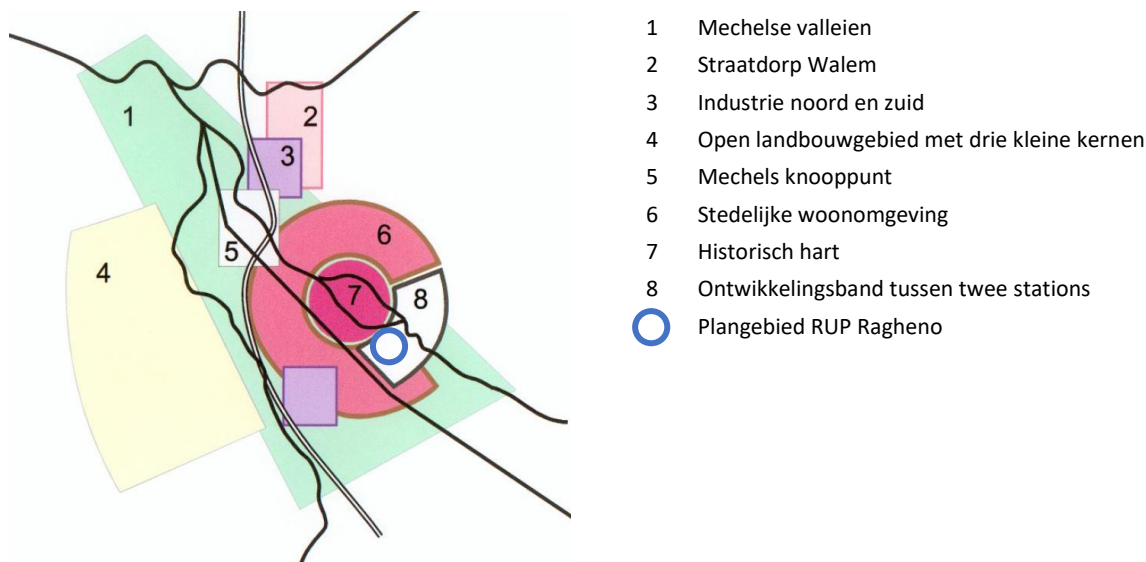 1 Mechelse valleien
2 Straatdorp Walem
3 Industrie noord en zuid
4 Open landbouwgebied met drie kleine kernen
5 Mechels knooppunt
6 Stedelijke woonomgeving
7 Historisch hart
8 Ontwikkelingsband tussen twee stations
Plangebied RUP Ragheno
1
2
3
6
5
4
7
8